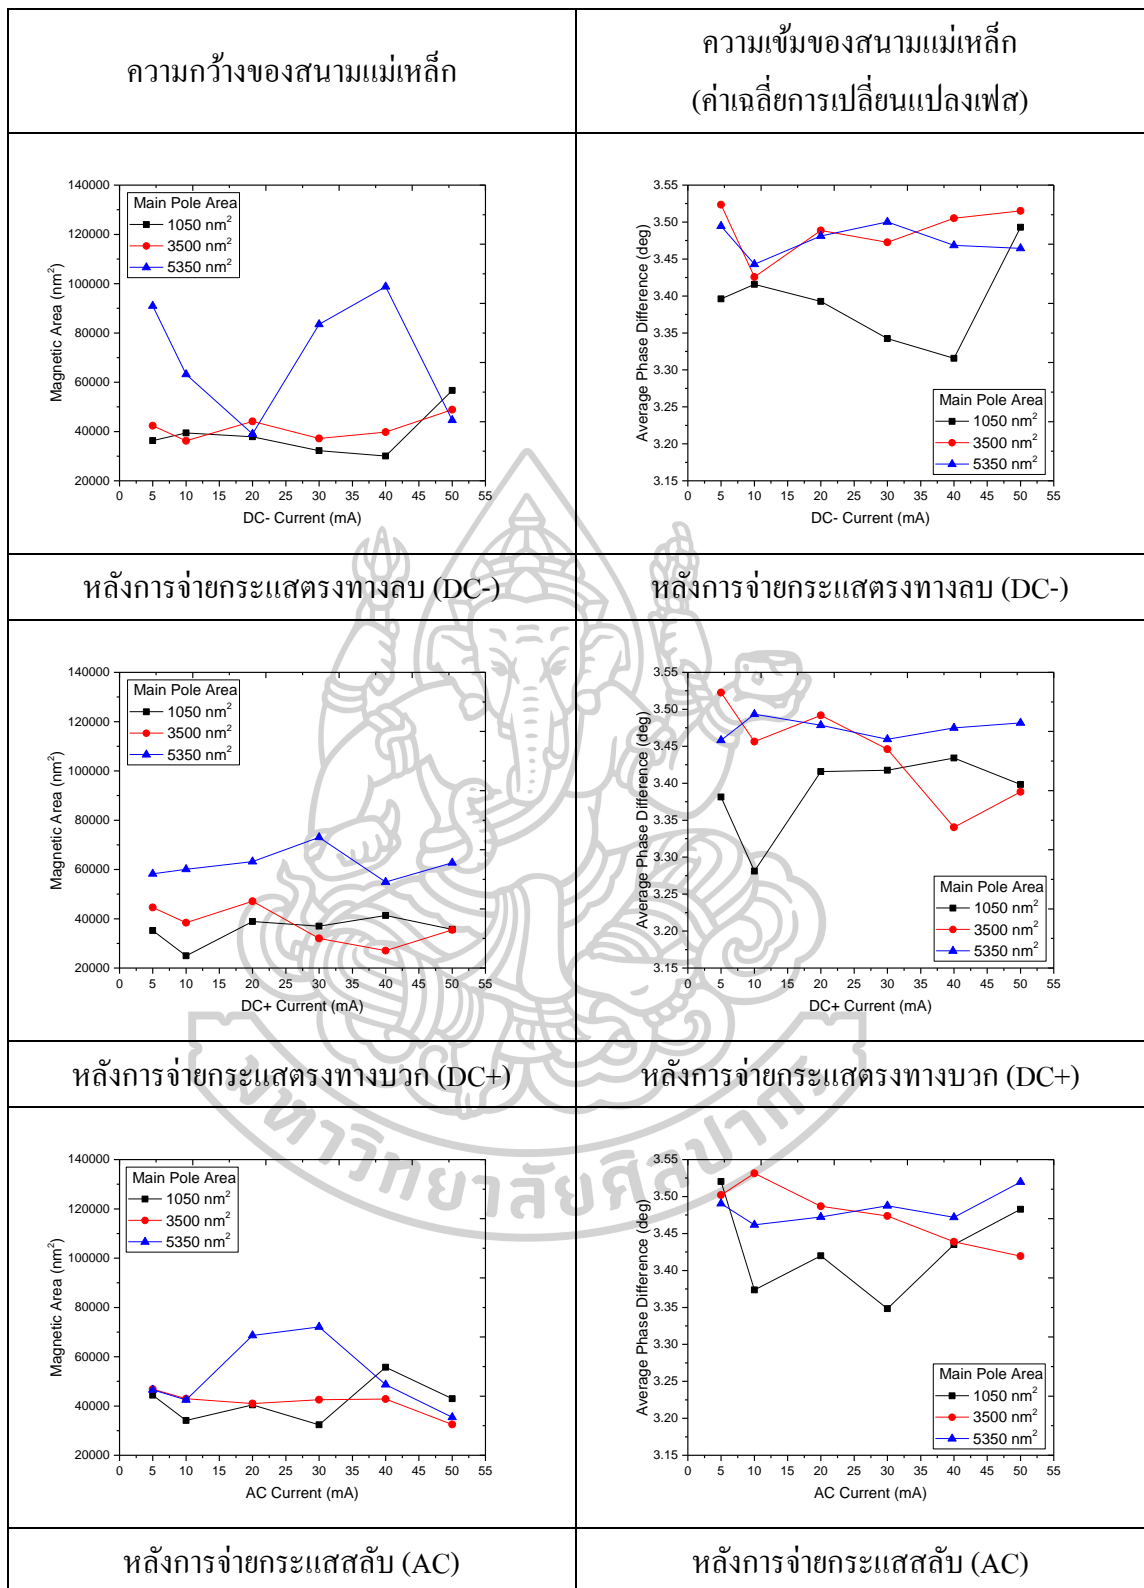 ความกว้างของสนามแม่เหล็ก
ความเข้มของสนามแม่เหล็ก
(ค่าเฉลี่ยการเปลี่ยนแปลงเฟส)
140000
120000
100000
80000
60000
40000
20000
Magnetic Area (nm²)
Main Pole Area
1050 nm²
3500 nm²
5350 nm²
0 5 10 15 20 25 30 35 40 45 50 55
DC- Current (mA)
3.55
3.50
3.45
3.40
3.35
3.30
3.25
3.20
3.15
Average Phase Difference (deg)
Main Pole Area
1050 nm²
3500 nm²
5350 nm²
0 5 10 15 20 25 30 35 40 45 50 55
DC- Current (mA)
หลังการจ่ายกระแสตรงทางลบ (DC-)
หลังการจ่ายกระแสตรงทางลบ (DC-)
140000
120000
100000
80000
60000
40000
20000
Magnetic Area (nm²)
Main Pole Area
1050 nm²
3500 nm²
5350 nm²
0 5 10 15 20 25 30 35 40 45 50 55
DC+ Current (mA)
3.55
3.50
3.45
3.40
3.35
3.30
3.25
3.20
3.15
Average Phase Difference (deg)
Main Pole Area
1050 nm²
3500 nm²
5350 nm²
0 5 10 15 20 25 30 35 40 45 50 55
DC+ Current (mA)
หลังการจ่ายกระแสตรงทางบวก (DC+)
หลังการจ่ายกระแสตรงทางบวก (DC+)
140000
120000
100000
80000
60000
40000
20000
Magnetic Area (nm²)
Main Pole Area
1050 nm²
3500 nm²
5350 nm²
0 5 10 15 20 25 30 35 40 45 50 55
AC Current (mA)
3.55
3.50
3.45
3.40
3.35
3.30
3.25
3.20
3.15
Average Phase Difference (deg)
Main Pole Area
1050 nm²
3500 nm²
5350 nm²
0 5 10 15 20 25 30 35 40 45 50 55
AC Current (mA)
หลังการจ่ายกระแสสลับ (AC)
หลังการจ่ายกระแสสลับ (AC)
มหาวิทยาลัยศิลปากร